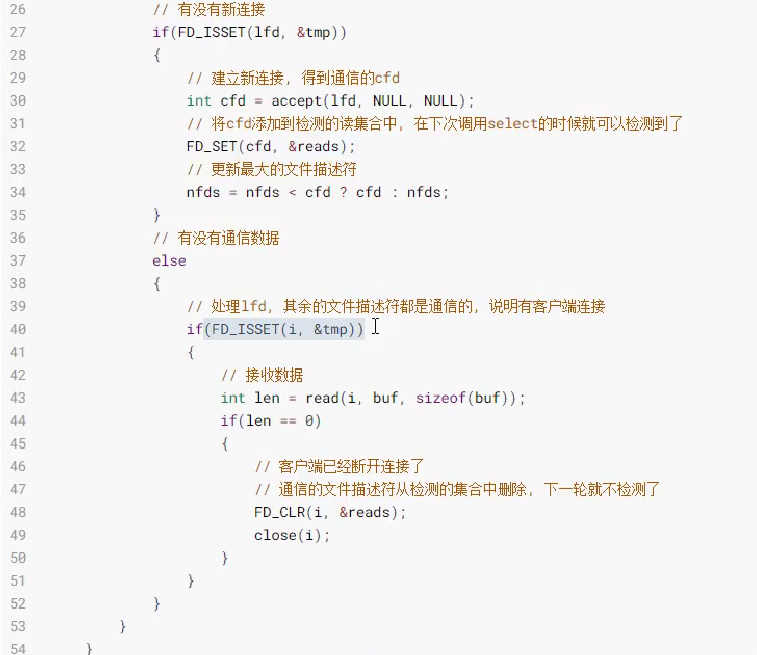 26 // 有没有新连接
27 if(FD_ISSET(lfd, &tmp))
28 {
29 // 建立新连接, 得到通信的cfd
30 int cfd = accept(lfd, NULL, NULL);
31 // 将cfd添加到检测的读集合中, 在下次调用select的时候就可以检测到了
32 FD_SET(cfd, &reads);
33 // 更新最大的文件描述符
34 nfds = nfds < cfd ? cfd : nfds;
35 }
36 // 有没有通信数据
37 else
38 {
39 // 处理lfd, 其余的文件描述符都是通信的, 说明有客户端连接
40 if(FD_ISSET(i, &tmp))
41 {
42 // 接收数据
43 int len = read(i, buf, sizeof(buf));
44 if(len == 0)
45 {
46 // 客户端已经断开连接了
47 // 通信的文件描述符从检测的集合中删除, 下一轮就不检测了
48 FD_CLR(i, &reads);
49 close(i);
50 }
51 }
52 }
53 }
54 }